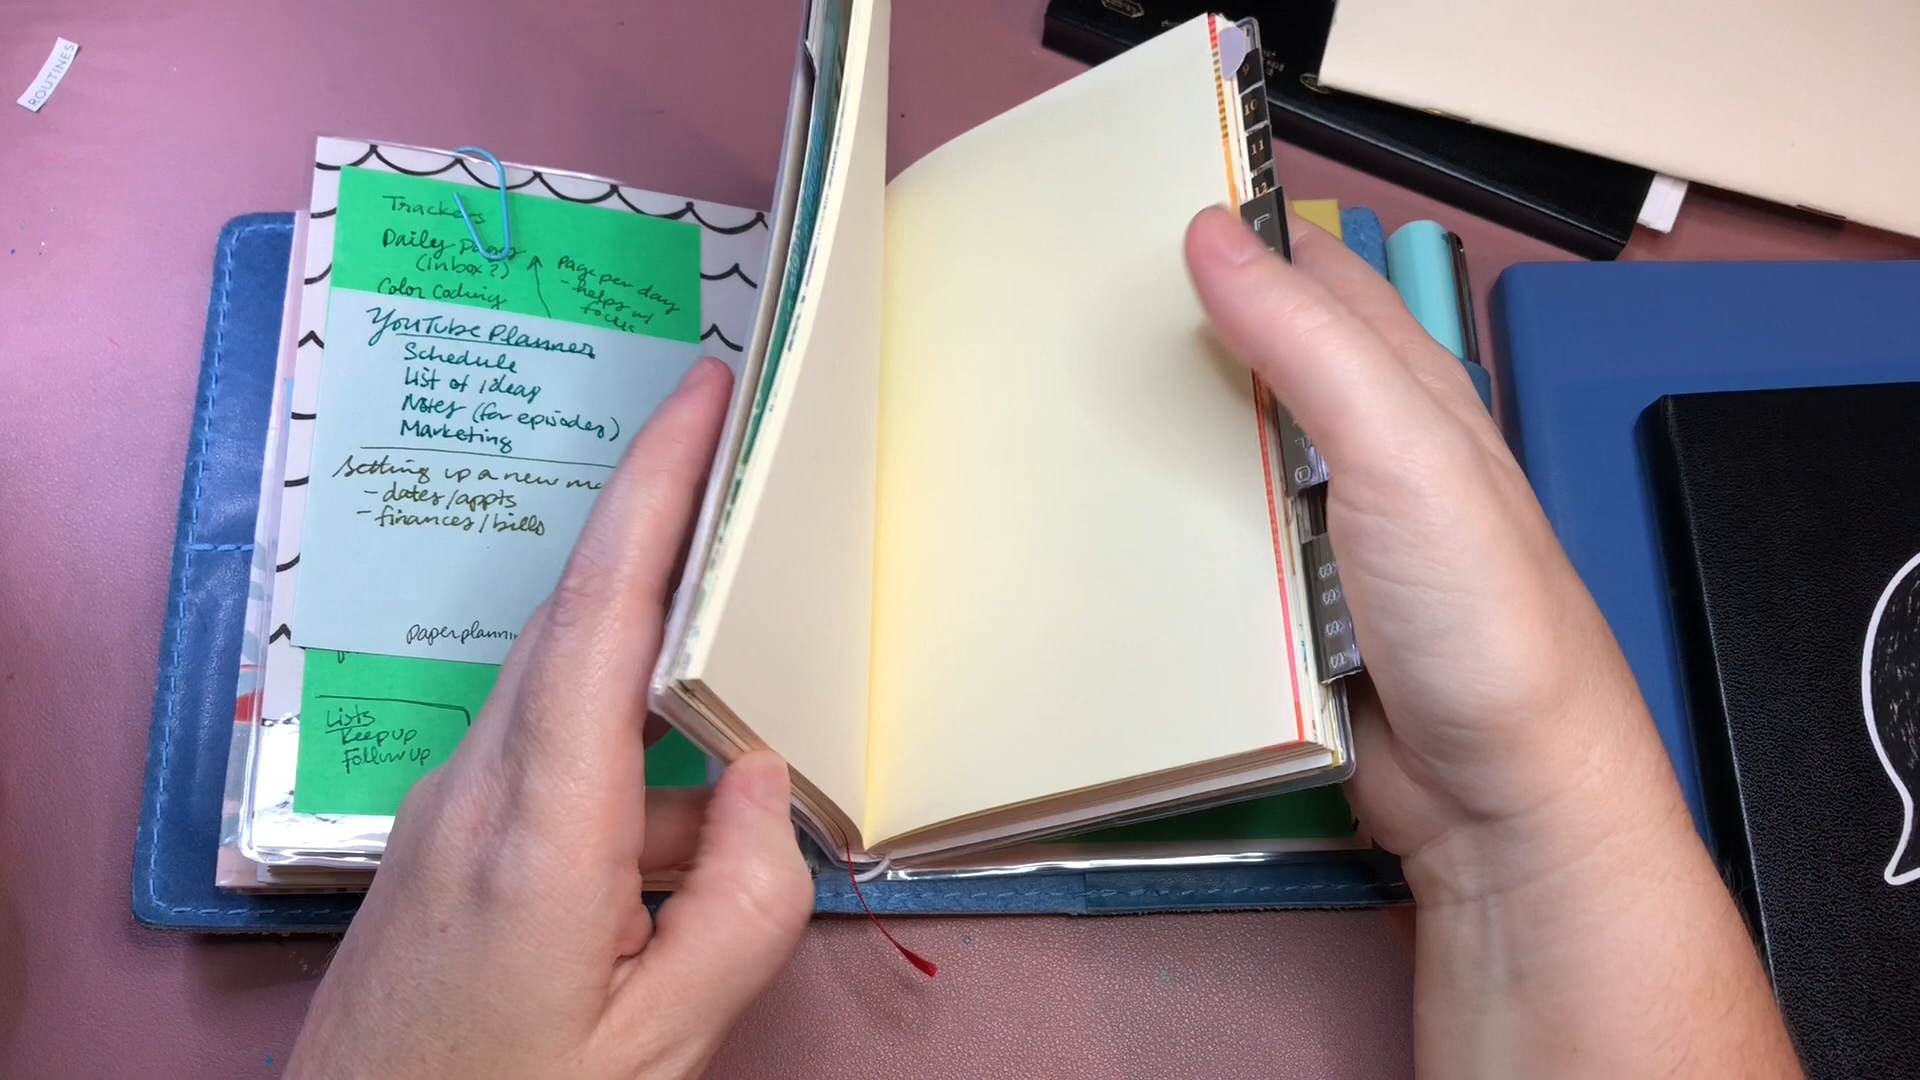 ROUTINES
Trackers
Daily pages
(inbox?)
Color Coding
page per day
- helps w/
focus
YouTube Planner
Schedule
List of ideas
Notes (for episodes)
Marketing
Setting up a new
- dates/appts
- finances/bills
Lists
Keep up
Follow up
9
10
11
12